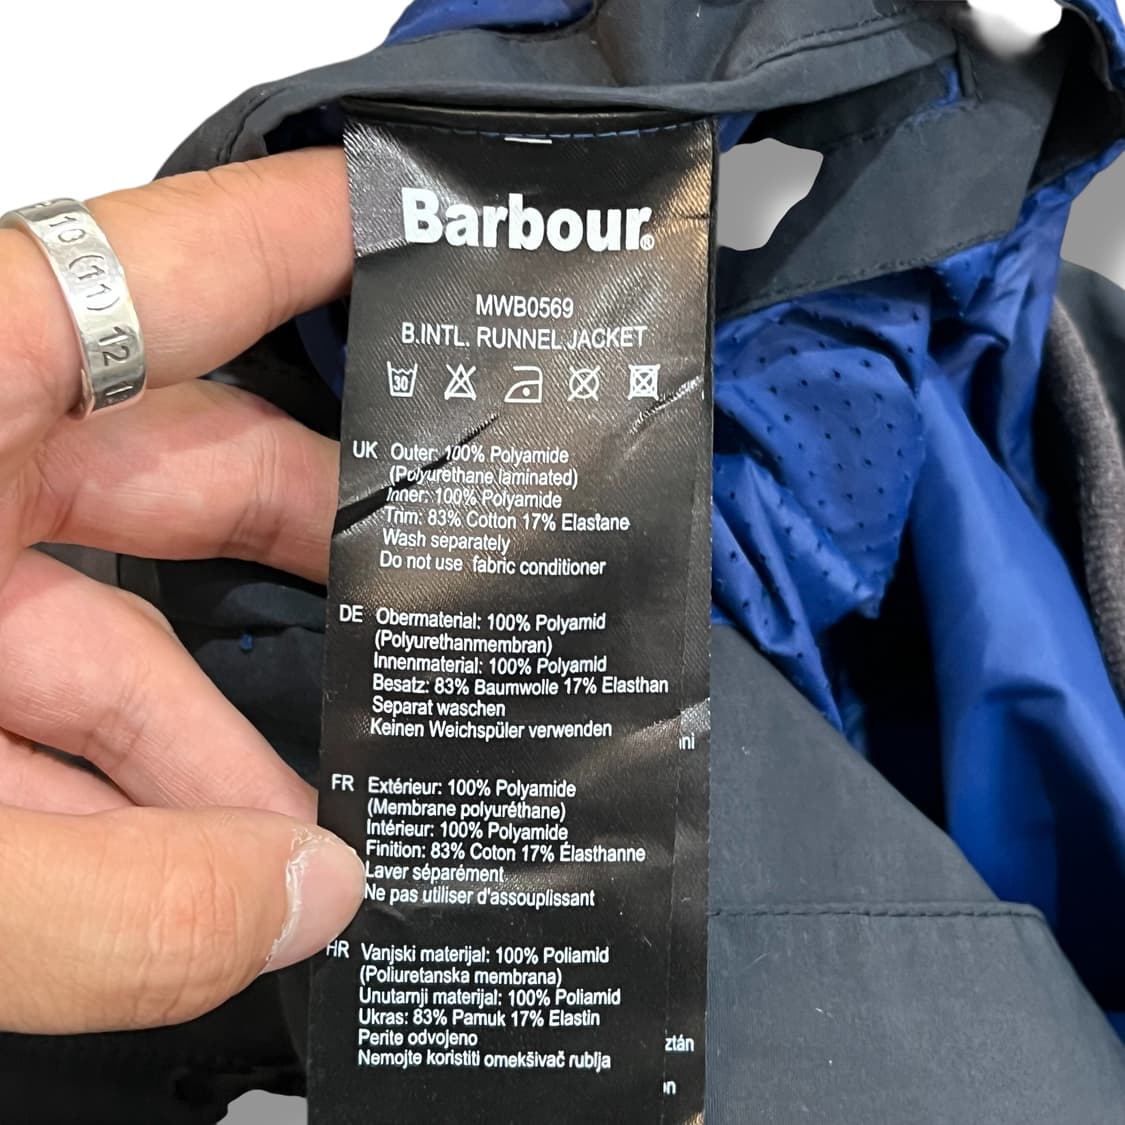 10 (11) 12
Barbour®
MWB0569
B.INTL. RUNNEL JACKET
30
UK Outer: 100% Polyamide
(Polyurethane laminated)
Inner: 100% Polyamide
Trim: 83% Cotton 17% Elastane
Wash separately
Do not use fabric conditioner
DE Obermaterial: 100% Polyamid
(Polyurethanmembran)
Innenmaterial: 100% Polyamid
Besatz: 83% Baumwolle 17% Elasthan
Separat waschen
Keinen Weichspüler verwenden
FR Extérieur: 100% Polyamide
(Membrane polyuréthane)
Intérieur: 100% Polyamide
Finition: 83% Coton 17% Élasthanne
Laver séparément
Ne pas utiliser d'assouplissant
HR Vanjski materijal: 100% Poliamid
(Poliuretanska membrana)
Unutarnji materijal: 100% Poliamid
Ukras: 83% Pamuk 17% Elastin
Perite odvojeno
Nemojte koristiti omekšivač rublja